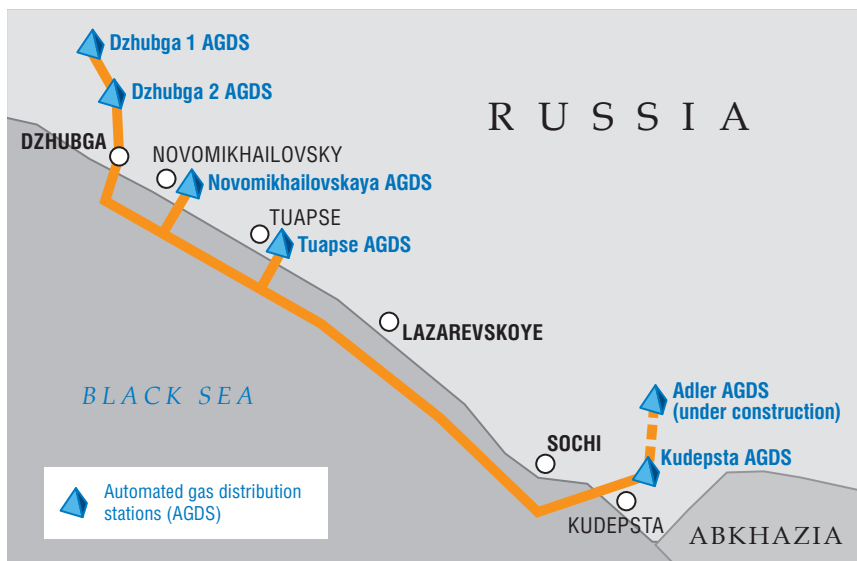 Dzhubga 1 AGDS
Dzhubga 2 AGDS
RUSSIA
DZHUBGA
NOVOMIKHAILOVSKY
Novomikhailovskaya AGDS
TUAPSE
Tuapse AGDS
LAZAREVSKOYE
BLACK SEA
Adler AGDS
(under construction)
SOCHI
Kudepsta AGDS
Automated gas distribution
stations (AGDS)
KUDEPSTA
ABKHAZIA